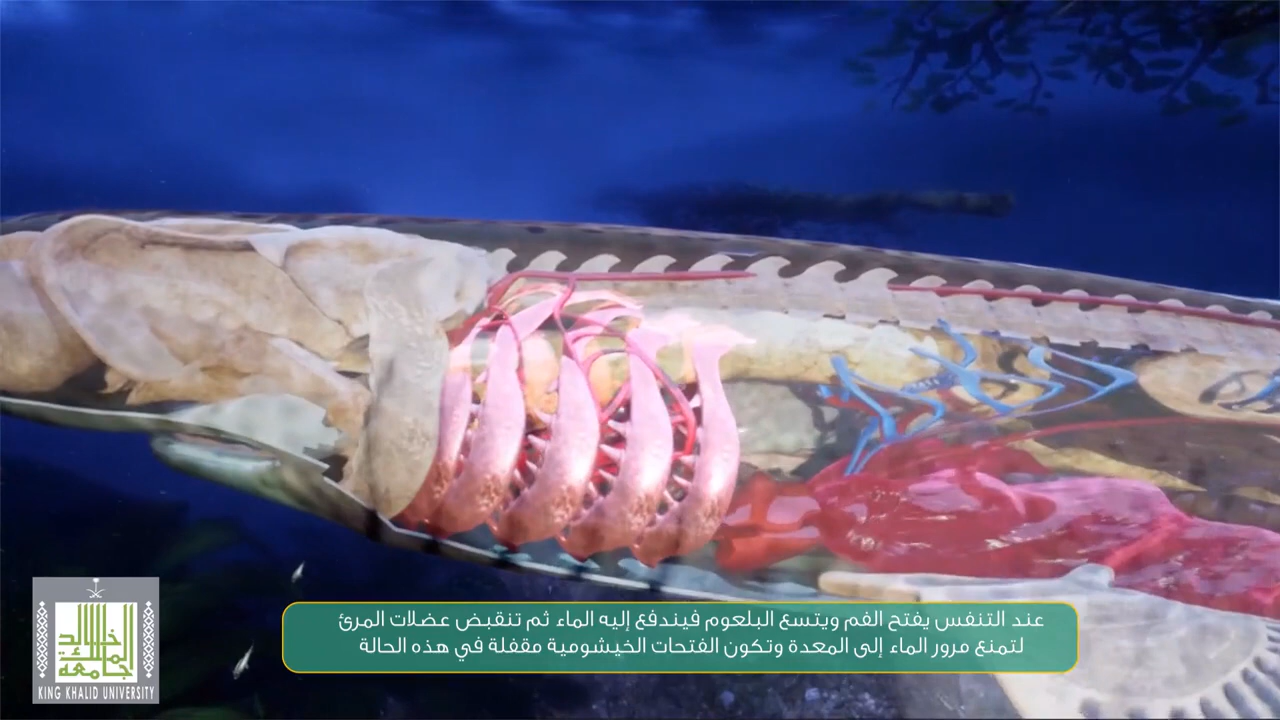 عند التنفس يفتح الفم ويتسع البلعوم فيندفع إليه الماء ثم تنقبض عضلات المرئ
لتمنع مرور الماء إلى المعدة وتكون الفتحات الخيشومية مقفلة في هذه الحالة
جامعة
الملك
خالد
KING KHALID UNIVERSITY